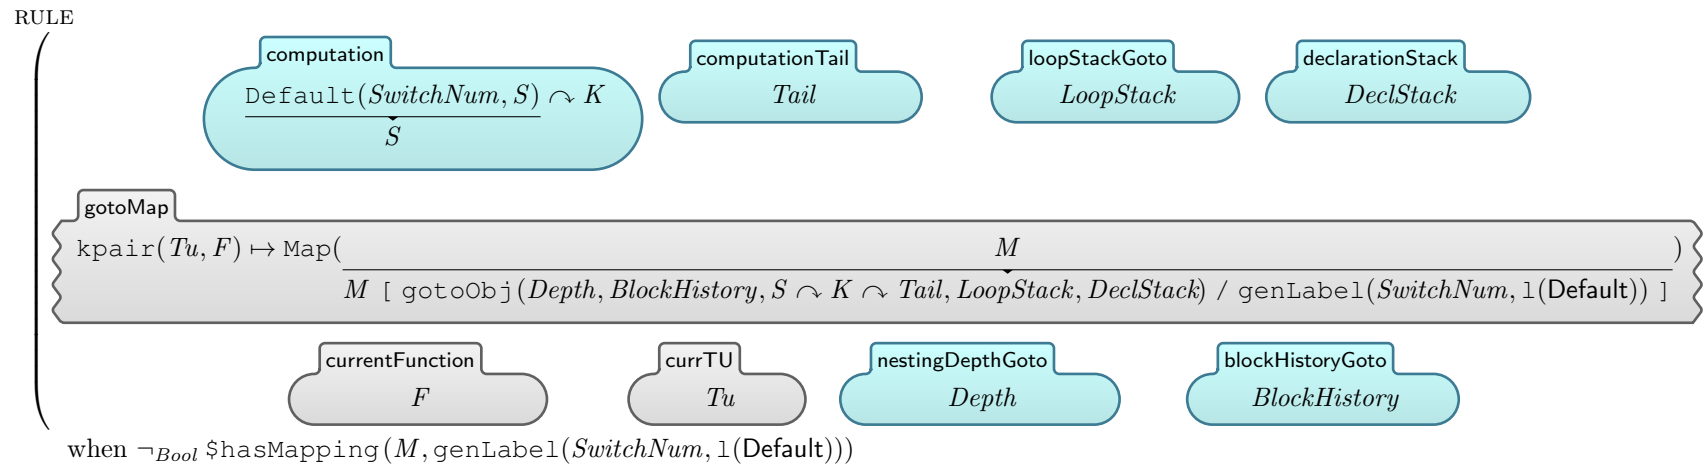 RULE
computation computationTail loopStackGoto declarationStack
Default(SwitchNum, S) ↷ K Tail LoopStack DeclStack
S
gotoMap
kpair(Tu, F) ↦ Map( M )
M [ gotoObj(Depth, BlockHistory, S ↷ K ↷ Tail, LoopStack, DeclStack) / genLabel(SwitchNum, l(Default)) ]
currentFunction currTU nestingDepthGoto blockHistoryGoto
F Tu Depth BlockHistory
when ¬Bool $hasMapping(M, genLabel(SwitchNum, l(Default)))